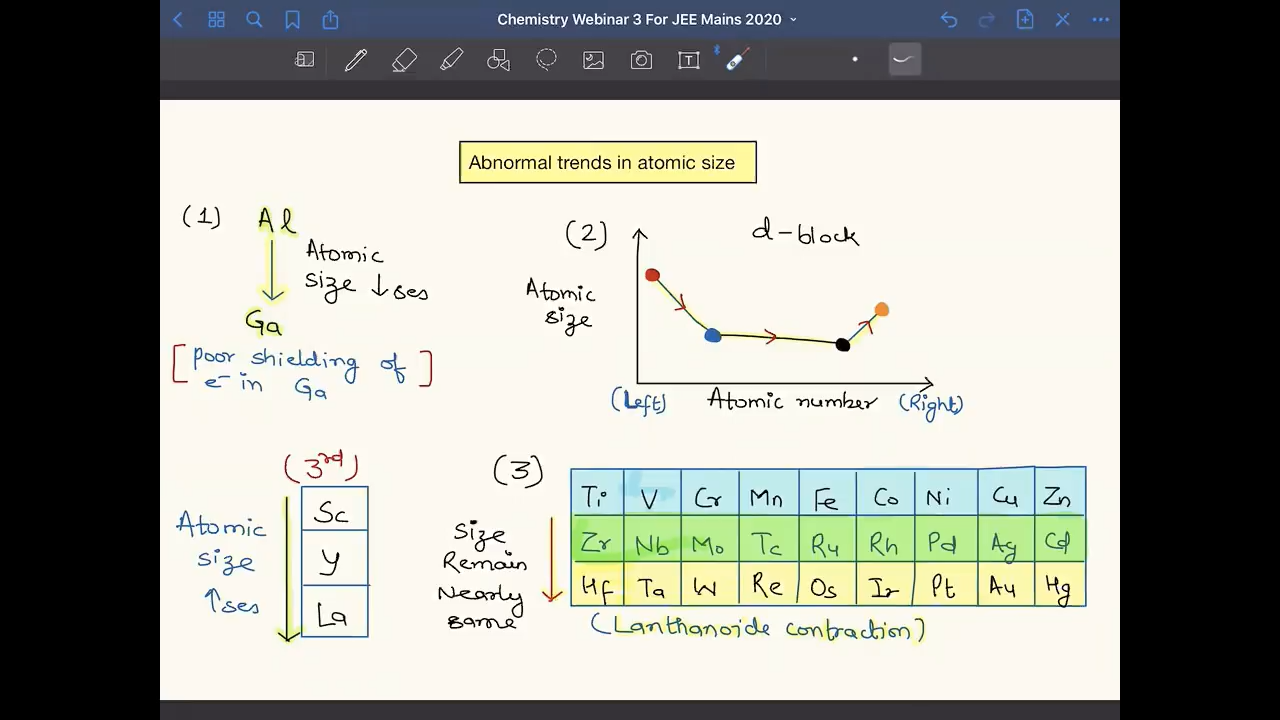 Chemistry Webinar 3 For JEE Mains 2020
T
Abnormal trends in atomic size
(1) Al
Atomic
size ↓ses
Ga
[poor shielding of
e⁻ in Ga]
(2)
d-block
Atomic
size
(Left) Atomic number (Right)
(3rd)
Sc
Y
La
Atomic
size
↑ses
(3)
Ti V Cr Mn Fe Co Ni Cu Zn
Zr Nb Mo Tc Ru Rh Pd Ag Cd
Hf Ta W Re Os Ir Pt Au Hg
Size
Remain
Nearly
same
(Lanthanoide contraction)